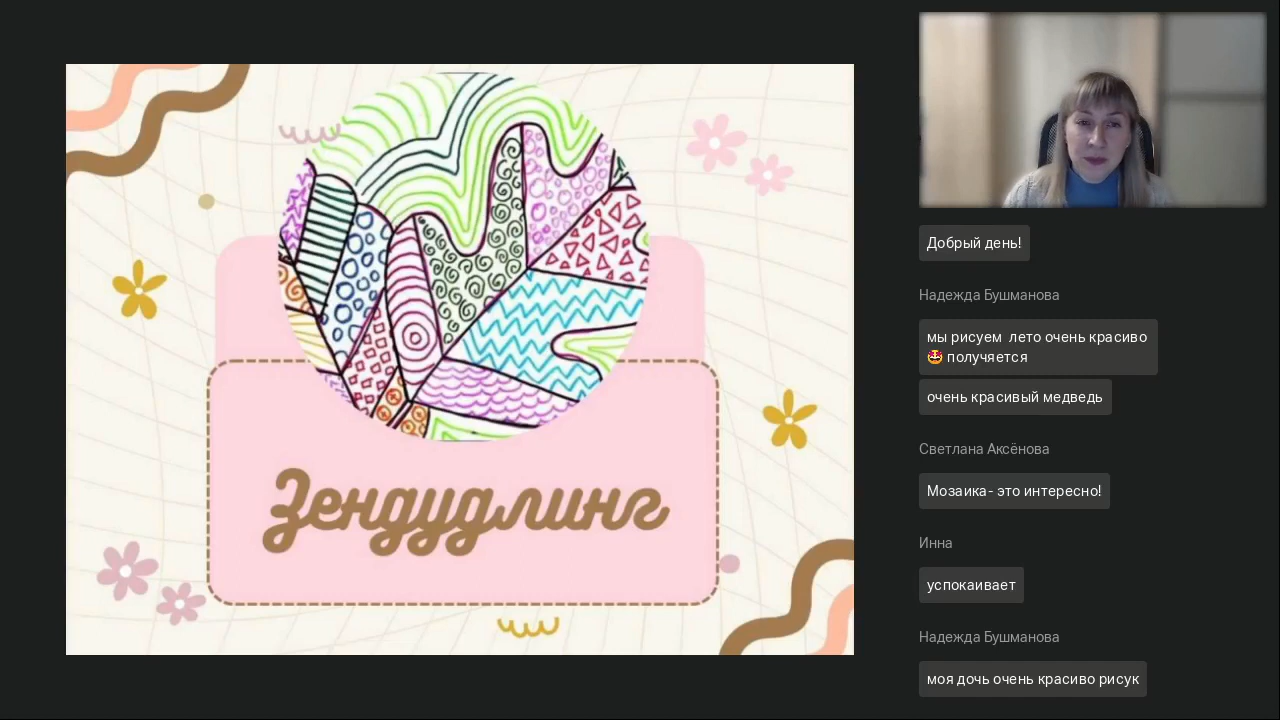 Зендудлинг
Добрый день!
Надежда Бушманова
мы рисуем лето очень красиво
🤩 получяется
очень красивый медведь
Светлана Аксёнова
Мозаика- это интересно!
Инна
успокаивает
Надежда Бушманова
моя дочь очень красиво рисук